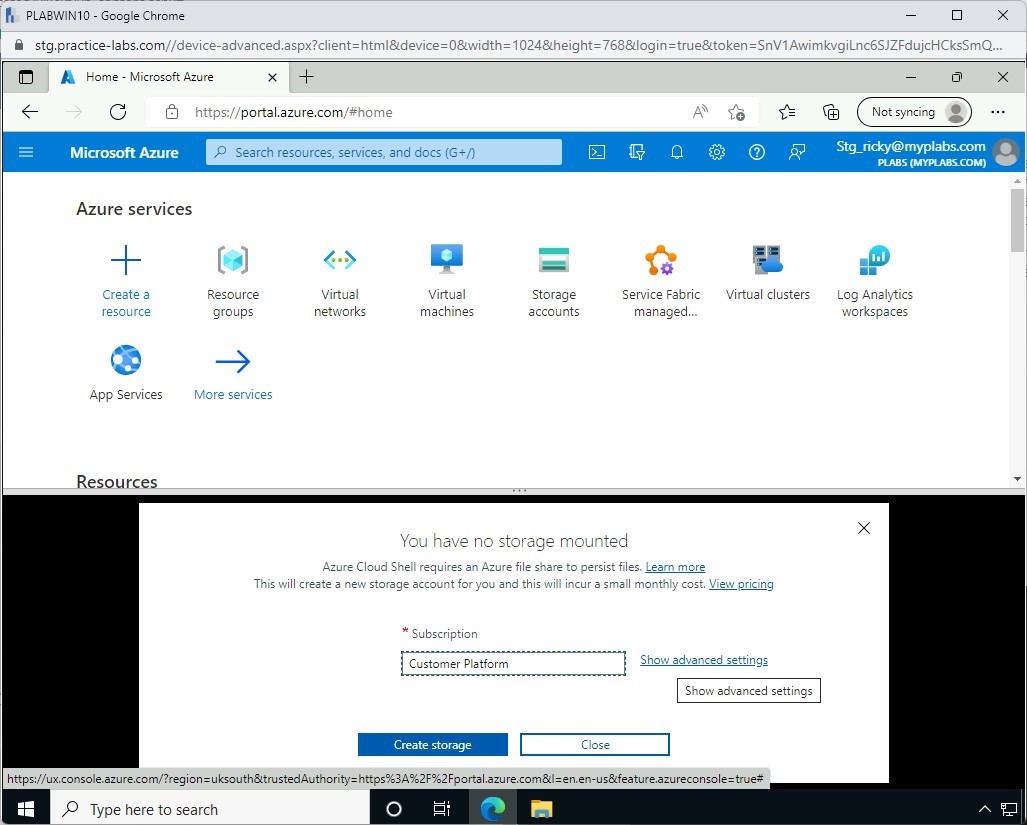 PLABWIN10 - Google Chrome
stg.practice-labs.com//device-advanced.aspx?client=html&device=0&width=1024&height=768&login=true&token=SnV1AwimkvgiLnc6SJZFdujcHCksSmQ...
Home - Microsoft Azure
https://portal.azure.com/#home
Not syncing
Microsoft Azure
Search resources, services, and docs (G+/)
Stg_ricky@myplabs.com
PLABS (MYPLABS.COM)
Azure services
Create a resource
Resource groups
Virtual networks
Virtual machines
Storage accounts
Service Fabric managed...
Virtual clusters
Log Analytics workspaces
App Services
More services
Resources
You have no storage mounted
Azure Cloud Shell requires an Azure file share to persist files. Learn more
This will create a new storage account for you and this will incur a small monthly cost. View pricing
* Subscription
Customer Platform
Show advanced settings
Show advanced settings
Create storage
Close
https://ux.console.azure.com/?region=uksouth&trustedAuthority=https%3A%2F%2Fportal.azure.com&l=en.en-us&feature.azureconsole=true#
Type here to search